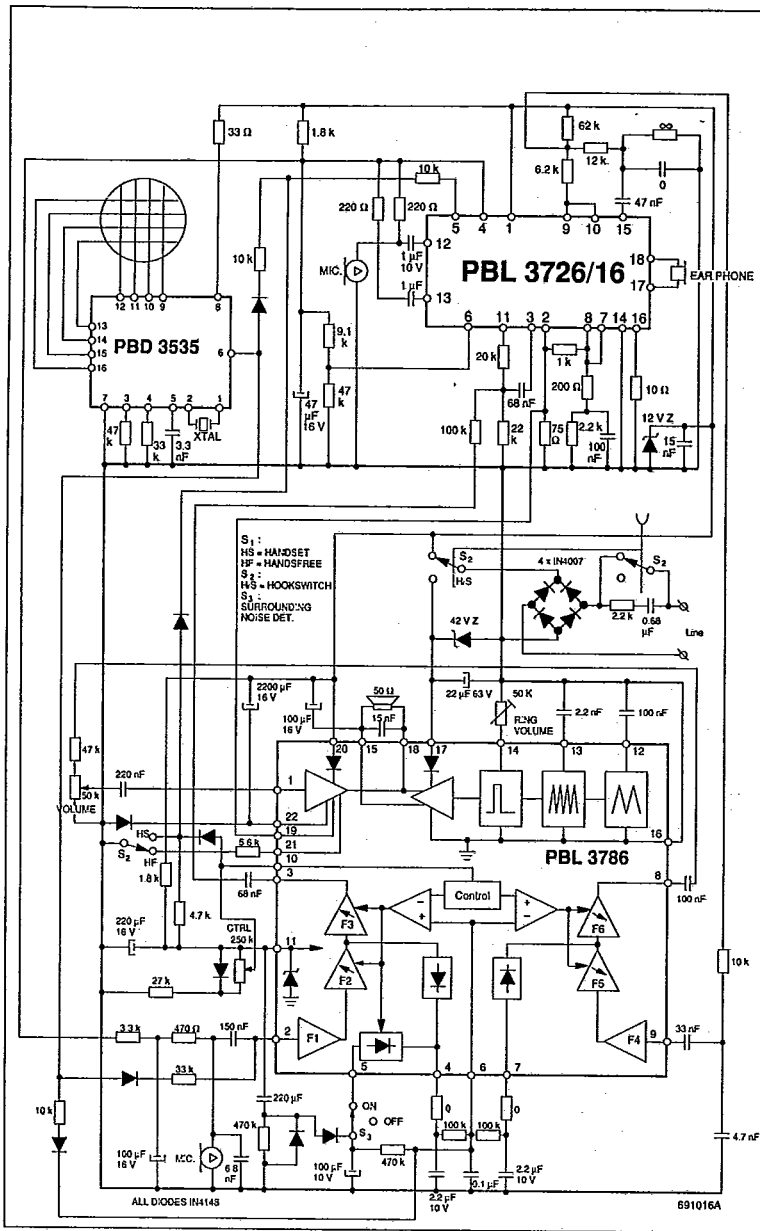 33 Ω
1.8 k
62 k
12 k
∞
0
6.2k
10 k
220 Ω
220 Ω
47 nF
5
4
1
9
10
15
10 k
12
1 µF
10 V
MIC.
PBL 3726/16
18
17
EAR PHONE
1 µF
13
12
11
10
9
8
13
14
15
16
PBD 3535
6
7
3
4
5
2
1
XTAL
47 k
33 k
3.3 nF
9.1 k
47 k
47 µF
16 V
6
11
3
2
8
7
14
16
20 k
1 k
200 Ω
10 Ω
68 nF
100 k
22 k
75 Ω
2.2 k
100 nF
12 V Z
15 nF
S1 :
HS = HANDSET
HF = HANDSFREE
S2 :
H/S = HOOKSWITCH
S3 :
SURROUNDING
NOISE DET.
S2
H/S
4 x IN4007
S2
2.2 k
0.68 µF
Line
42 V Z
2200 µF
16 V
100 µF
16 V
50 Ω
15 nF
22 µF 63 V
50 K
RING
VOLUME
2.2 nF
100 nF
47 k
50k
VOLUME
220 nF
20
15
18
17
14
13
12
1
22
19
21
10
3
16
PBL 3786
HS
S2
HF
5.6 k
68 nF
1.8 k
4.7 k
220 µF
16 V
CTRL
250 k
27 k
11
Control
8
100 nF
F3
F2
F6
F5
F1
F4
10 k
3.3 k
470 Ω
150 nF
2
9
33 nF
33 k
5
4
6
7
10 k
220 µF
ON
OFF
S3
0
0
100 k
100 k
470 k
470 k
4.7 nF
100 µF
16 V
MIC.
6.8 nF
100 µF
10 V
2.2 µF
10 V
0.1 µF
2.2 µF
10 V
ALL DIODES IN4148
691016A